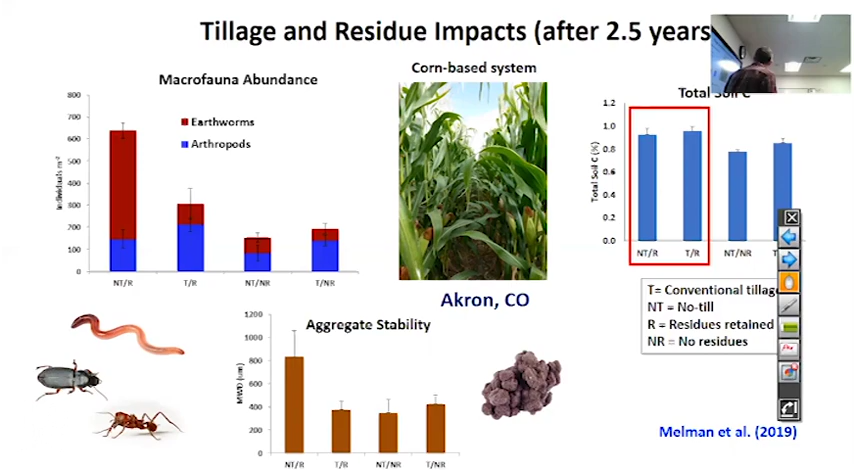 Tillage and Residue Impacts (after 2.5 years
Macrofauna Abundance
800
700
600
500
400
300
200
100
0
Individuals m⁻²
Earthworms
Arthropods
NT/R
T/R
NT/NR
T/NR
Corn-based system
Akron, CO
Total Soil C
1.2
1.0
0.8
0.6
0.4
0.2
0.0
Total Soil C (%)
NT/R
T/R
NT/NR
T= Conventional tillage
NT = No-till
R = Residues retained
NR = No residues
Aggregate Stability
1200
1000
800
600
400
200
0
MWD (um)
NT/R
T/R
NT/NR
T/NR
Melman et al. (2019)